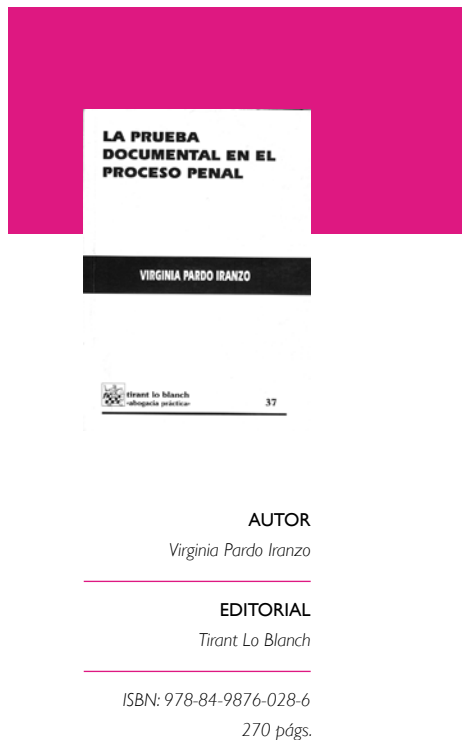 LA PRUEBA
DOCUMENTAL EN EL
PROCESO PENAL
VIRGINIA PARDO IRANZO
tirant lo blanch
«abogacía práctica»
37
AUTOR
Virginia Pardo Iranzo
EDITORIAL
Tirant Lo Blanch
ISBN: 978-84-9876-028-6
270 págs.